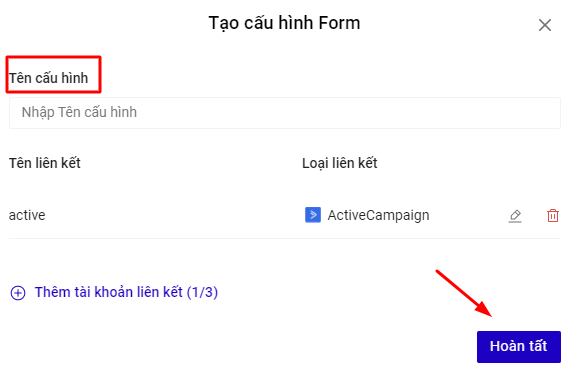 Tạo cấu hình Form
Tên cấu hình
Nhập Tên cấu hình
Tên liên kết Loại liên kết
active ActiveCampaign
Thêm tài khoản liên kết (1/3)
Hoàn tất